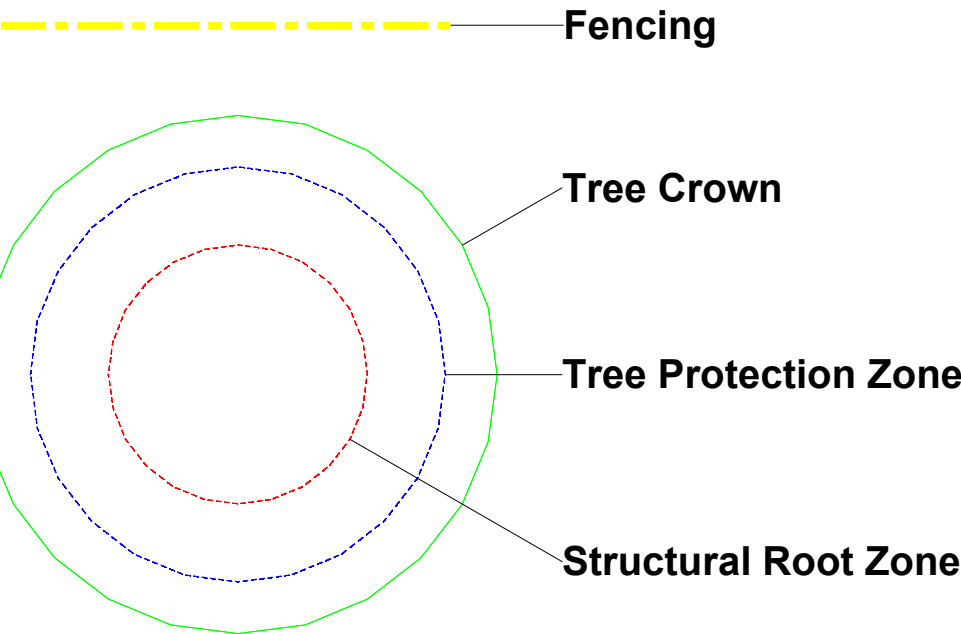 Fencing
Tree Crown
Tree Protection Zone
Structural Root Zone